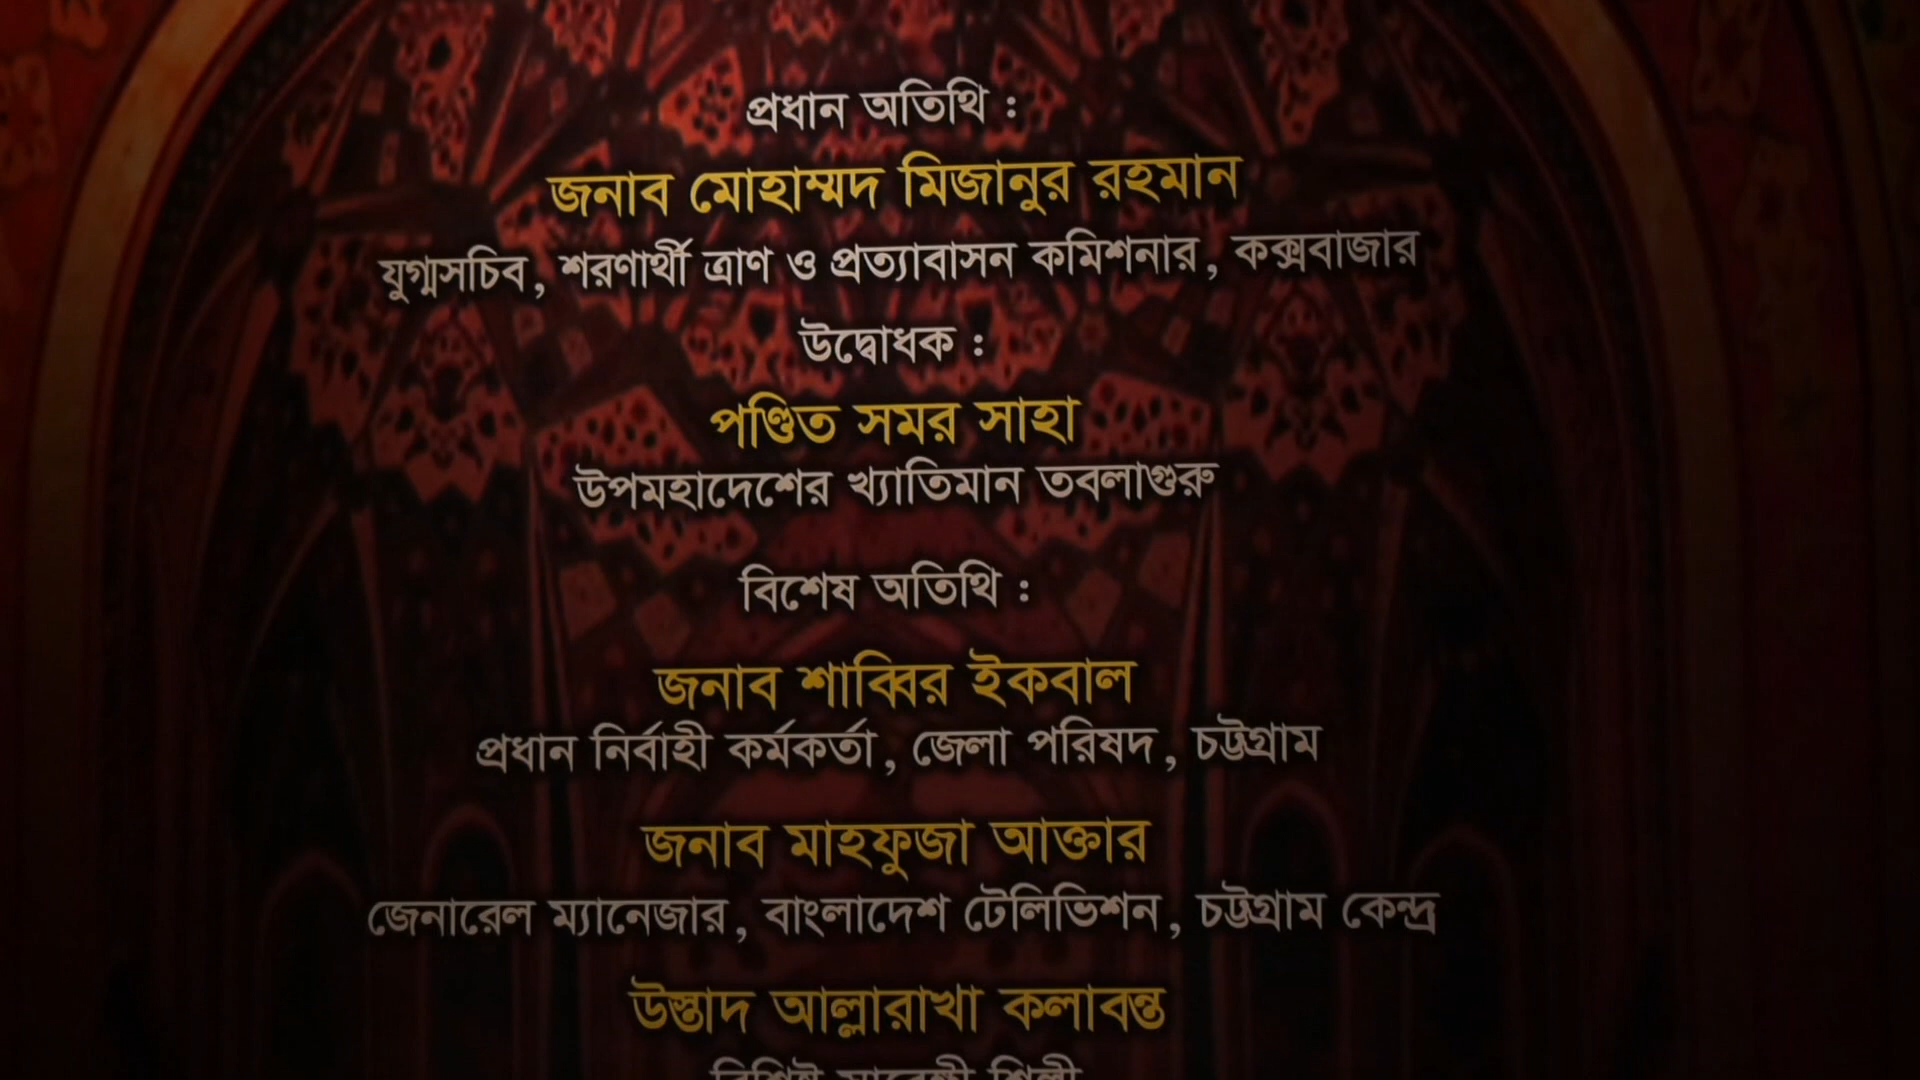 প্রধান অতিথি :
জনাব মোহাম্মদ মিজানুর রহমান
যুগ্মসচিব, শরণার্থী ত্রাণ ও প্রত্যাবাসন কমিশনার, কক্সবাজার
উদ্বোধক :
পণ্ডিত সমর সাহা
উপমহাদেশের খ্যাতিমান তবলাগুরু
বিশেষ অতিথি :
জনাব শাব্বির ইকবাল
প্রধান নির্বাহী কর্মকর্তা, জেলা পরিষদ, চট্টগ্রাম
জনাব মাহফুজা আক্তার
জেনারেল ম্যানেজার, বাংলাদেশ টেলিভিশন, চট্টগ্রাম কেন্দ্র
উস্তাদ আল্লারাখা কলাবন্ত